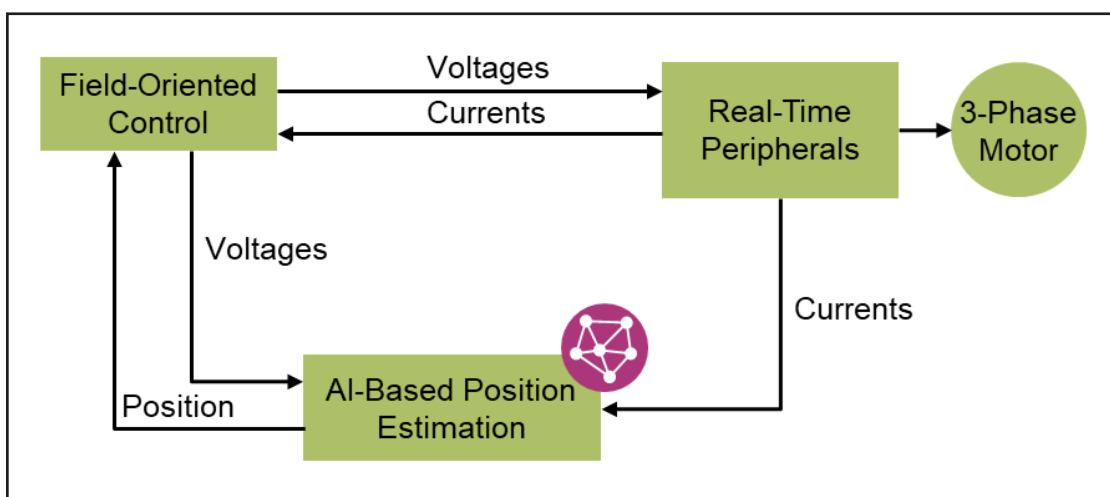 Field-Oriented
Control
Voltages
Currents
Real-Time
Peripherals
3-Phase
Motor
Voltages
Currents
Position
AI-Based Position
Estimation